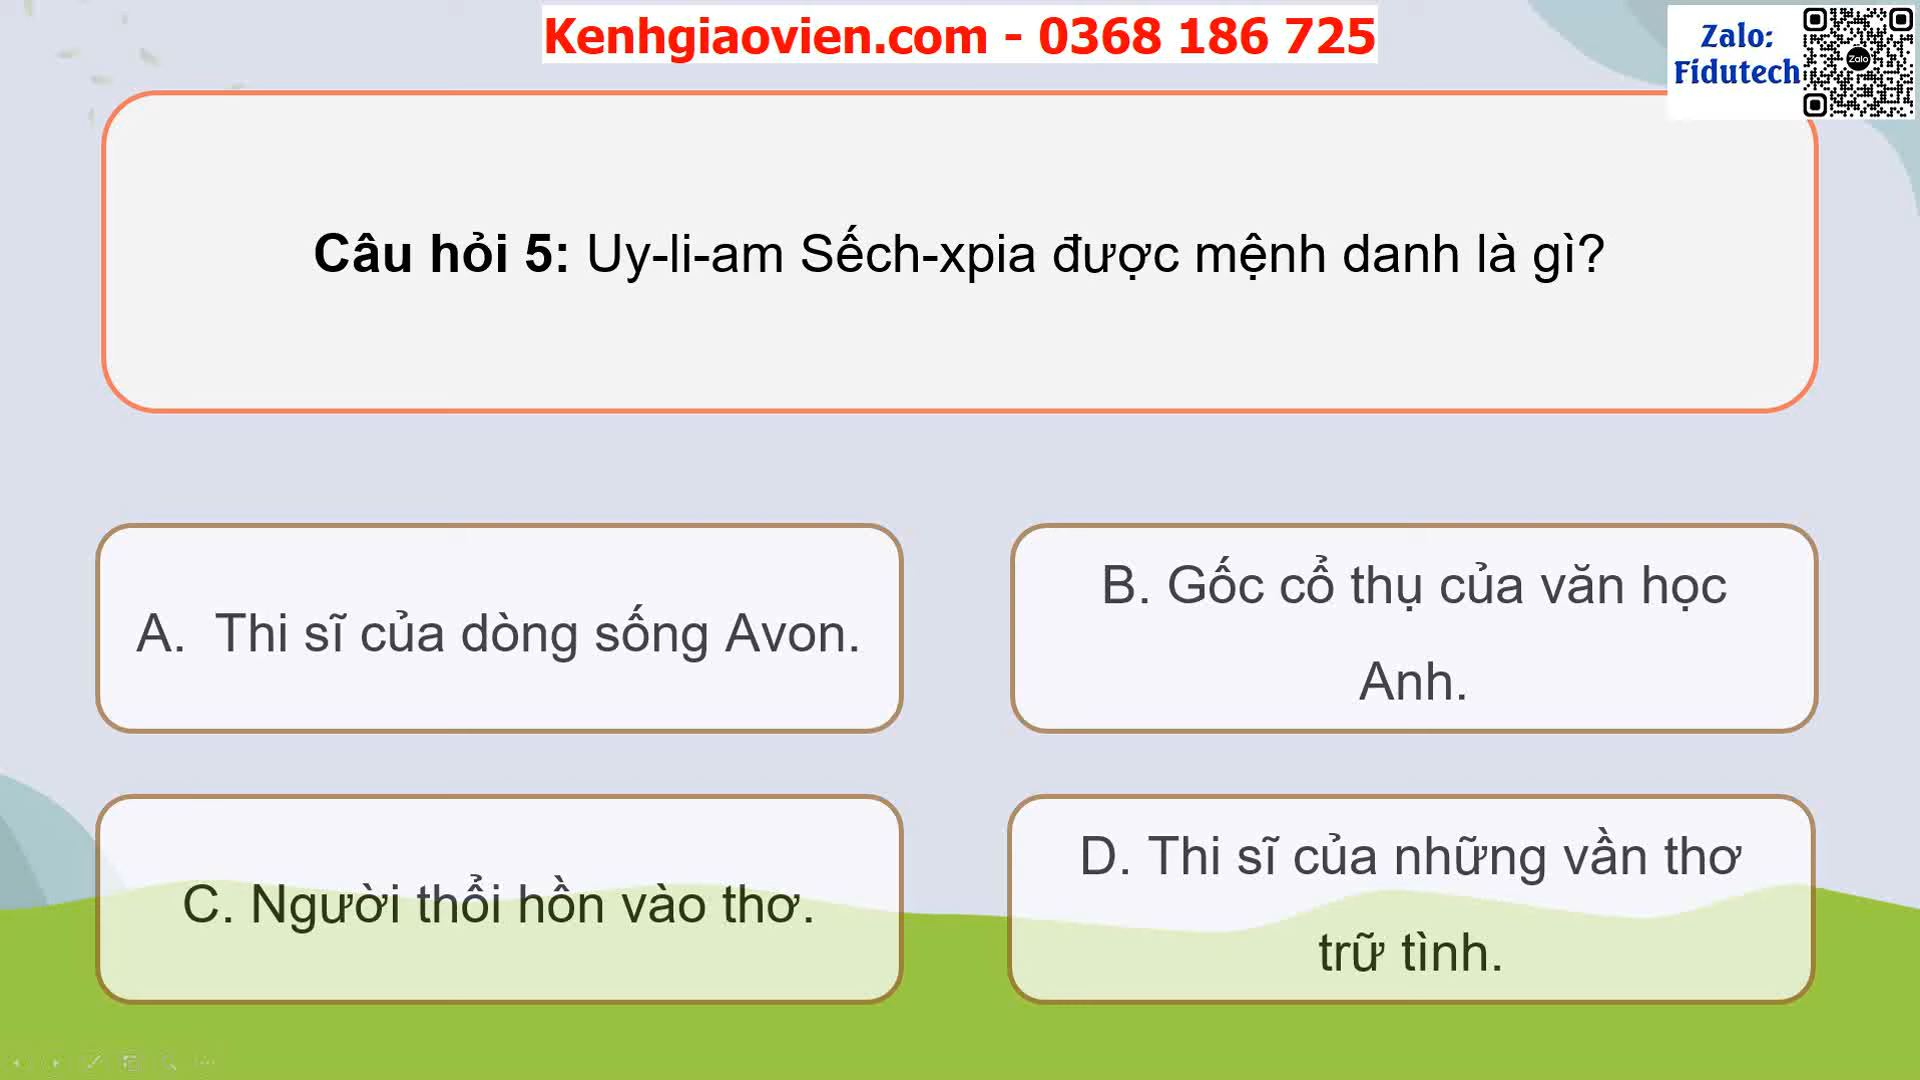 Kenhgiaovien.com - 0368 186 725
Zalo:
Fidutech
Zalo
Câu hỏi 5: Uy-li-am Sếch-xpia được mệnh danh là gì?
A. Thi sĩ của dòng sống Avon.
B. Gốc cổ thụ của văn học
Anh.
C. Người thổi hồn vào thơ.
D. Thi sĩ của những vần thơ
trữ tình.